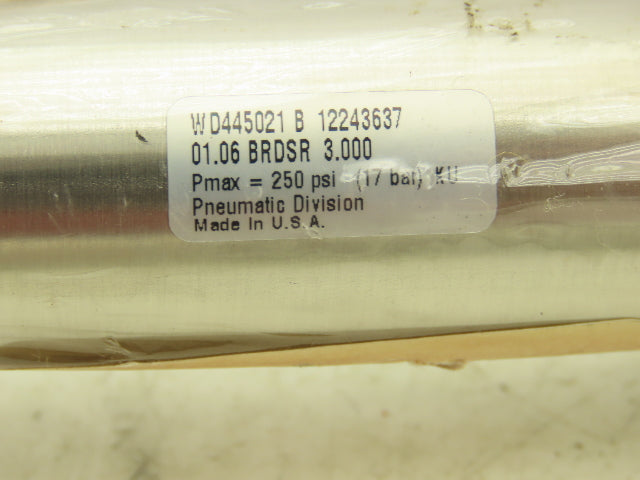 WD445021 B 12243637
01.06 BRDSR 3.000
Pmax = 250 psi (17 bar) KU
Pneumatic Division
Made In U.S.A.